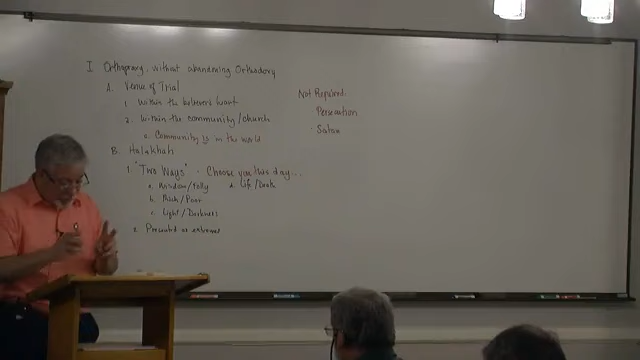 I Orthopraxy, without abandoning Orthodoxy
A. Venue of Trial
1. Within the believer's heart
2. Within the community/church
a. Community is in the world
B. Halakhah
1. "Two Ways" - Choose you this day...
a. Wisdom/Folly d. Life/Death
b. Rich/Poor
c. Light/Darkness
2. Presented as extremes
Not Required:
Persecution
· Satan